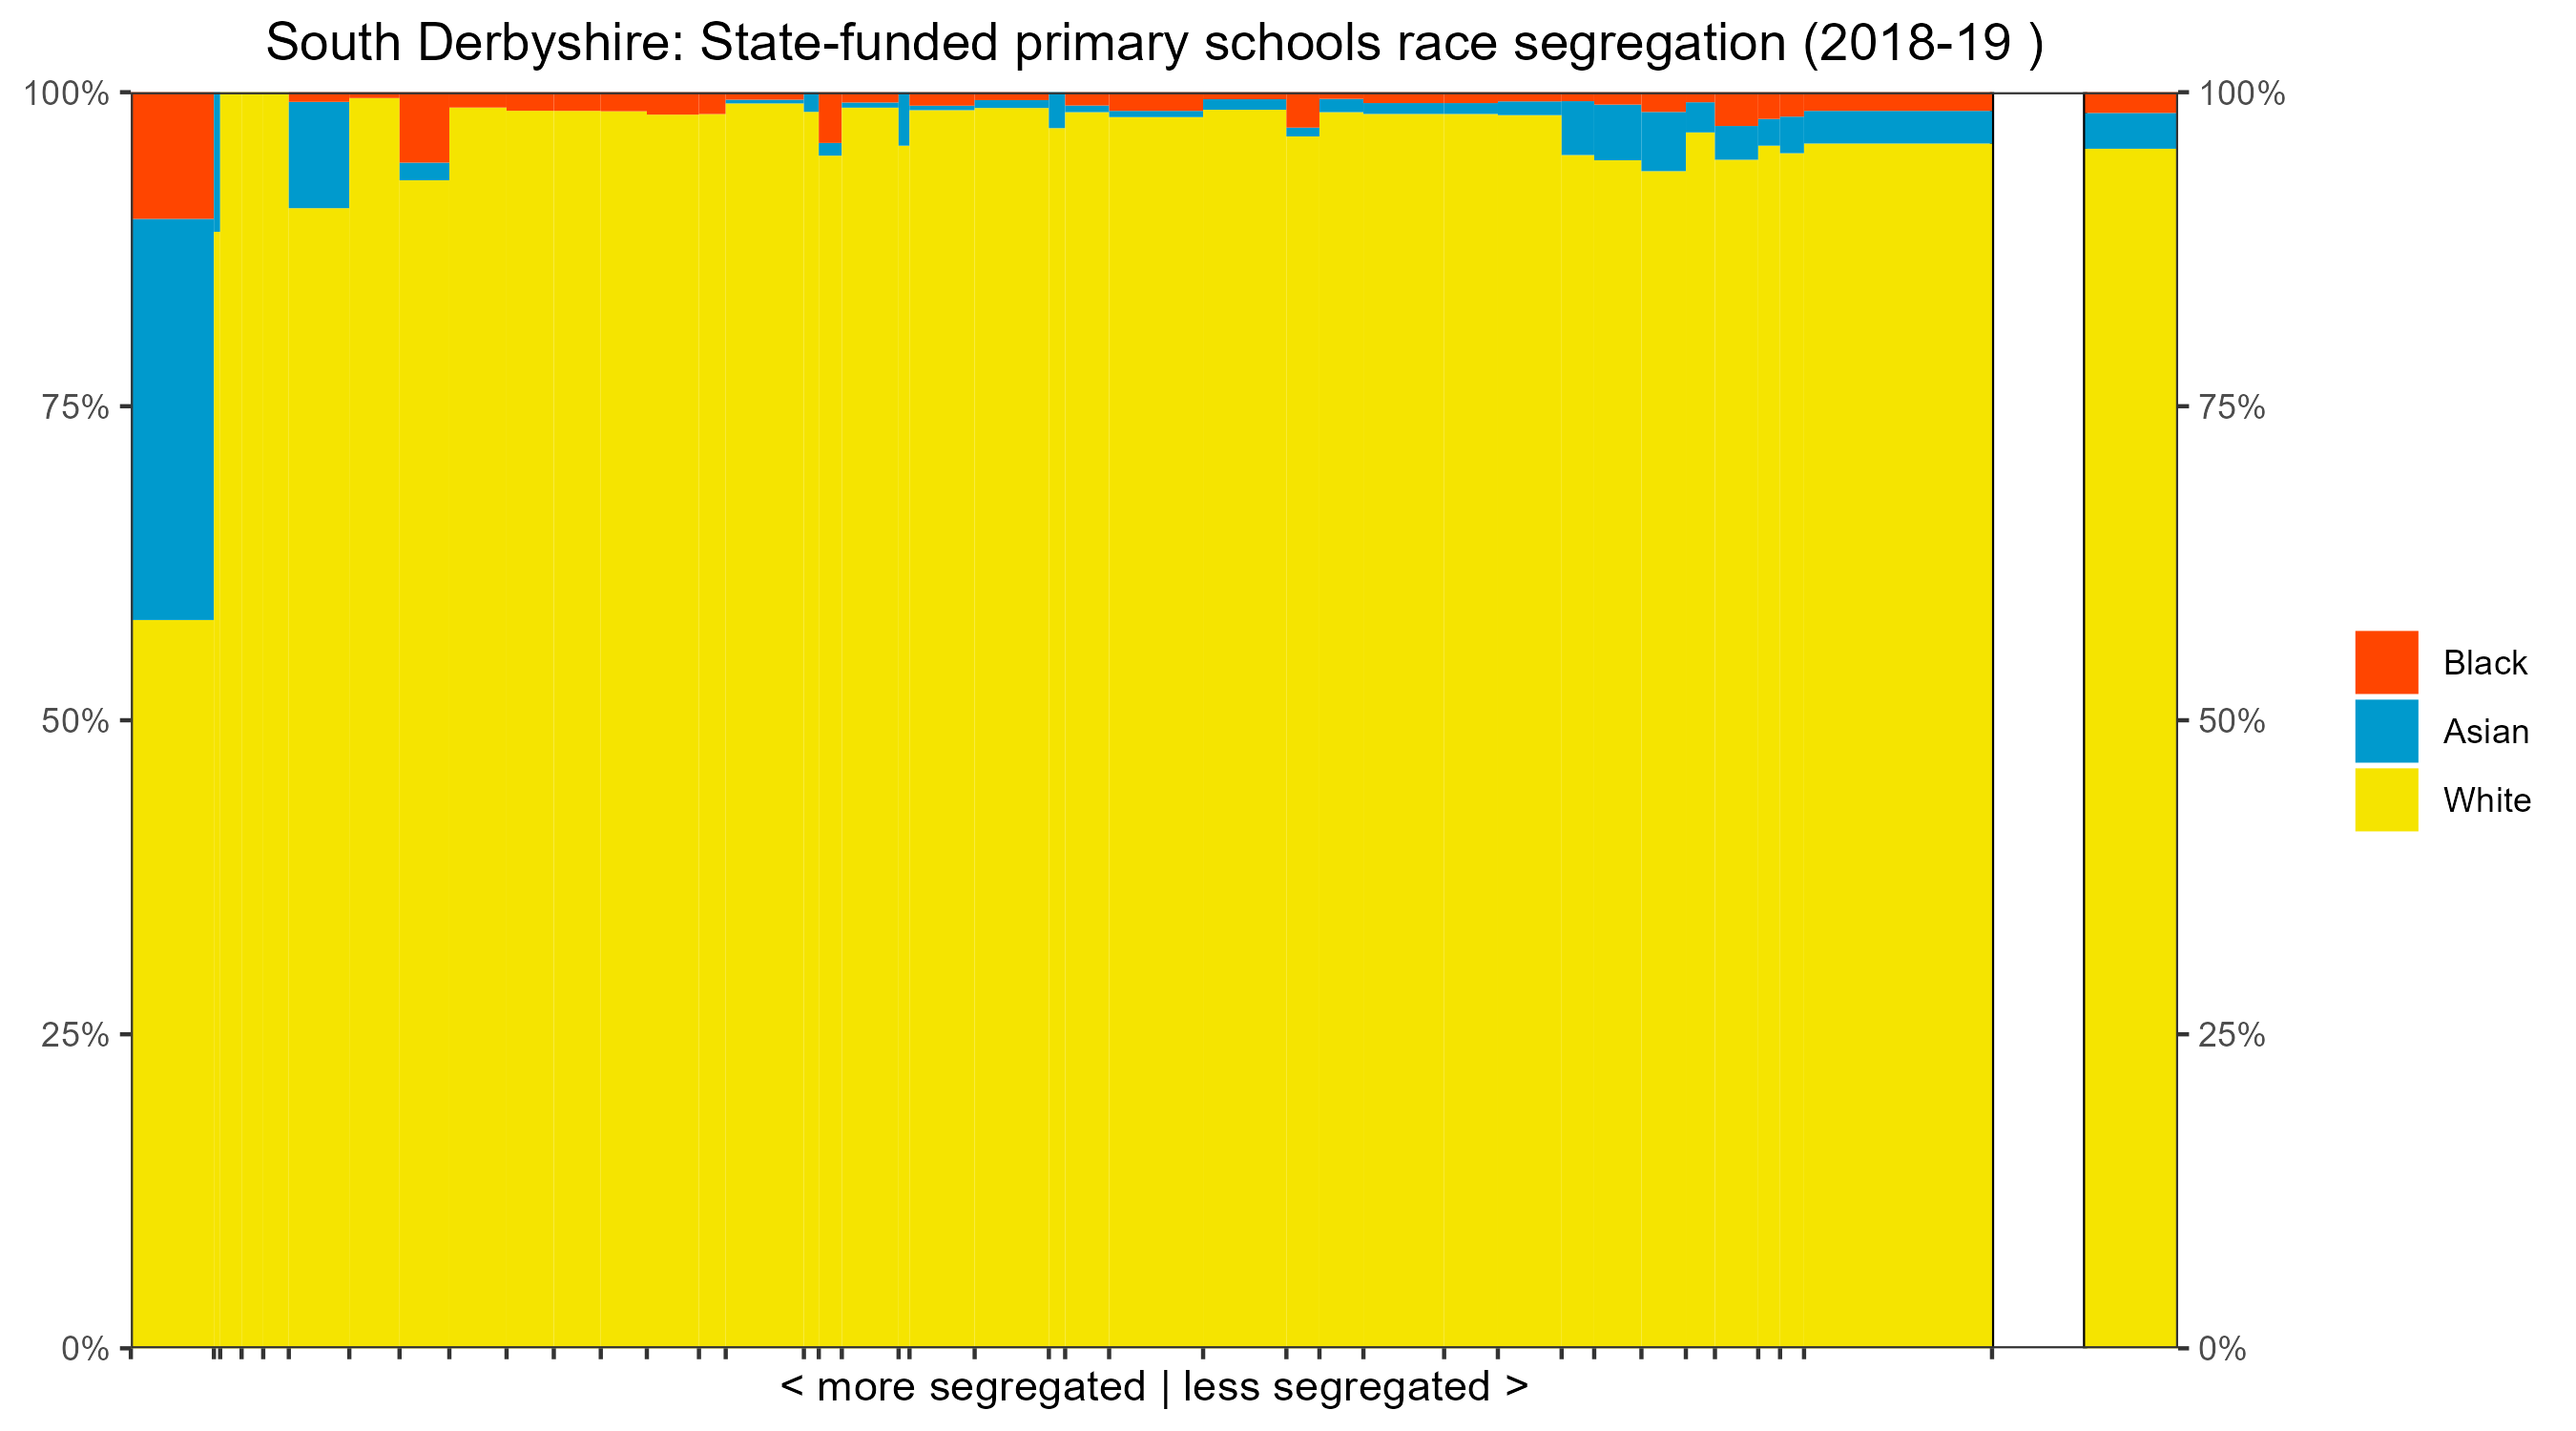 South Derbyshire: State-funded primary schools race segregation (2018-19 )
100%
75%
50%
25%
0%
100%
75%
50%
25%
0%
Black
Asian
White
< more segregated | less segregated >